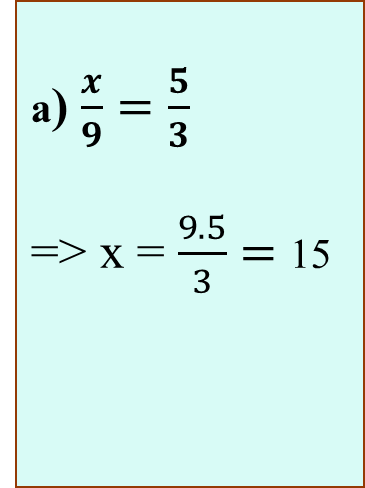 a) x/9 = 5/3
=> x = 9.5/3 = 15